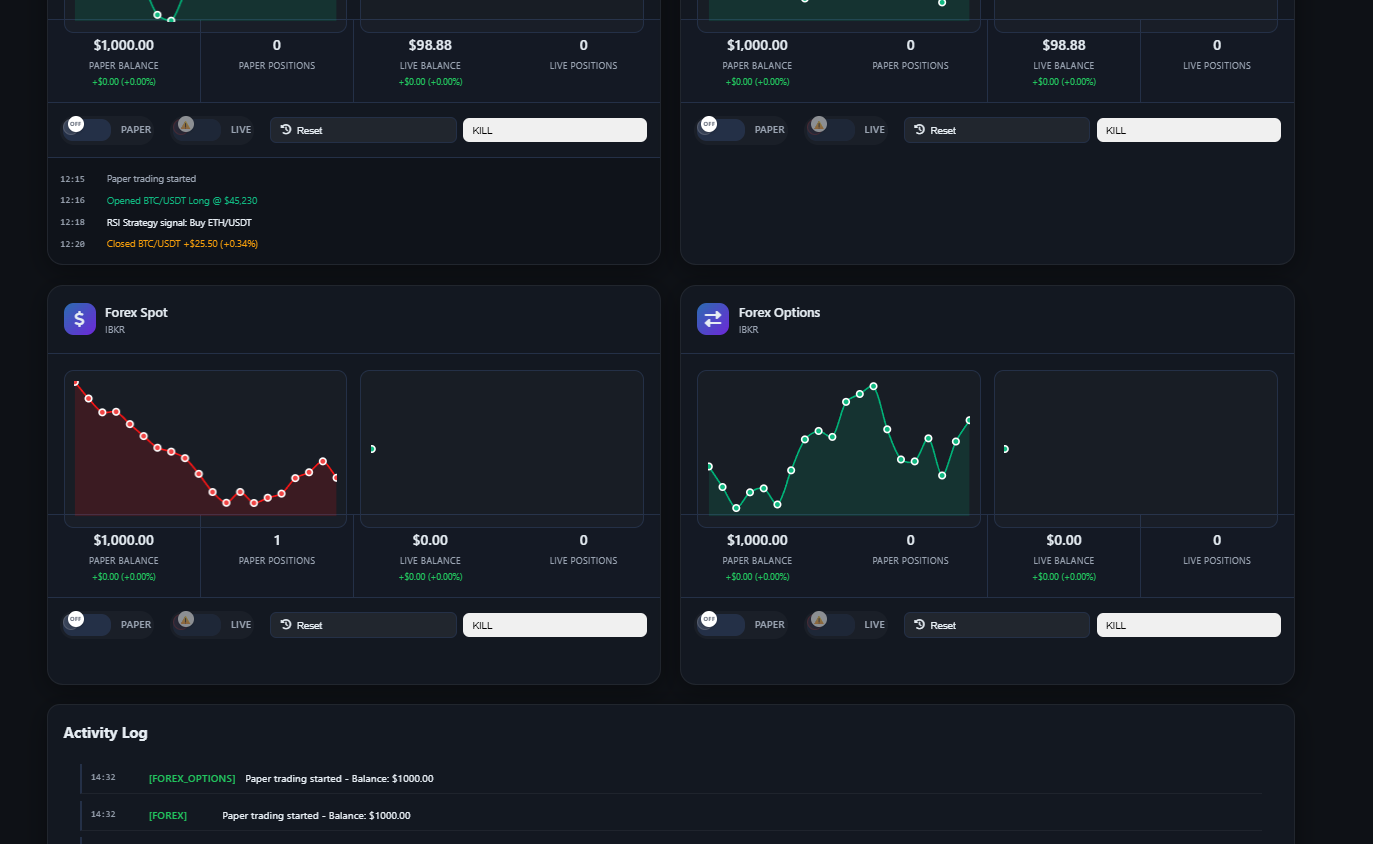 $1,000.00 0 $98.88 0
PAPER BALANCE PAPER POSITIONS LIVE BALANCE LIVE POSITIONS
+$0.00 (+0.00%) +$0.00 (+0.00%)
OFF PAPER LIVE Reset KILL
12:15 Paper trading started
12:16 Opened BTC/USDT Long @ $45,230
12:18 RSI Strategy signal: Buy ETH/USDT
12:20 Closed BTC/USDT +$25.50 (+0.34%)
$1,000.00 0 $98.88 0
PAPER BALANCE PAPER POSITIONS LIVE BALANCE LIVE POSITIONS
+$0.00 (+0.00%) +$0.00 (+0.00%)
OFF PAPER LIVE Reset KILL
$ Forex Spot
IBKR
$1,000.00 1 $0.00 0
PAPER BALANCE PAPER POSITIONS LIVE BALANCE LIVE POSITIONS
+$0.00 (+0.00%) +$0.00 (+0.00%)
OFF PAPER LIVE Reset KILL
Forex Options
IBKR
$1,000.00 0 $0.00 0
PAPER BALANCE PAPER POSITIONS LIVE BALANCE LIVE POSITIONS
+$0.00 (+0.00%) +$0.00 (+0.00%)
OFF PAPER LIVE Reset KILL
Activity Log
14:32 [FOREX_OPTIONS] Paper trading started - Balance: $1000.00
14:32 [FOREX] Paper trading started - Balance: $1000.00